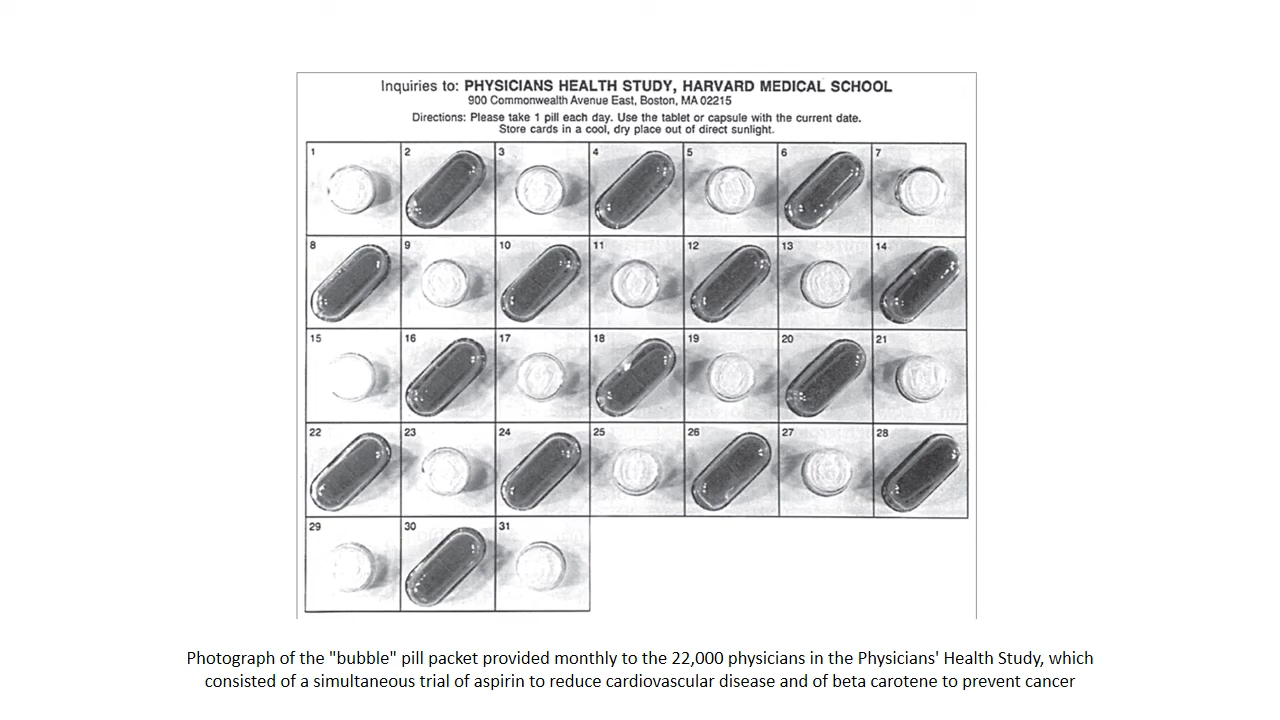 Inquiries to: PHYSICIANS HEALTH STUDY, HARVARD MEDICAL SCHOOL
900 Commonwealth Avenue East, Boston, MA 02215
Directions: Please take 1 pill each day. Use the tablet or capsule with the current date.
Store cards in a cool, dry place out of direct sunlight.
1 2 3 4 5 6 7
8 9 10 11 12 13 14
15 16 17 18 19 20 21
22 23 24 25 26 27 28
29 30 31
Photograph of the "bubble" pill packet provided monthly to the 22,000 physicians in the Physicians' Health Study, which
consisted of a simultaneous trial of aspirin to reduce cardiovascular disease and of beta carotene to prevent cancer